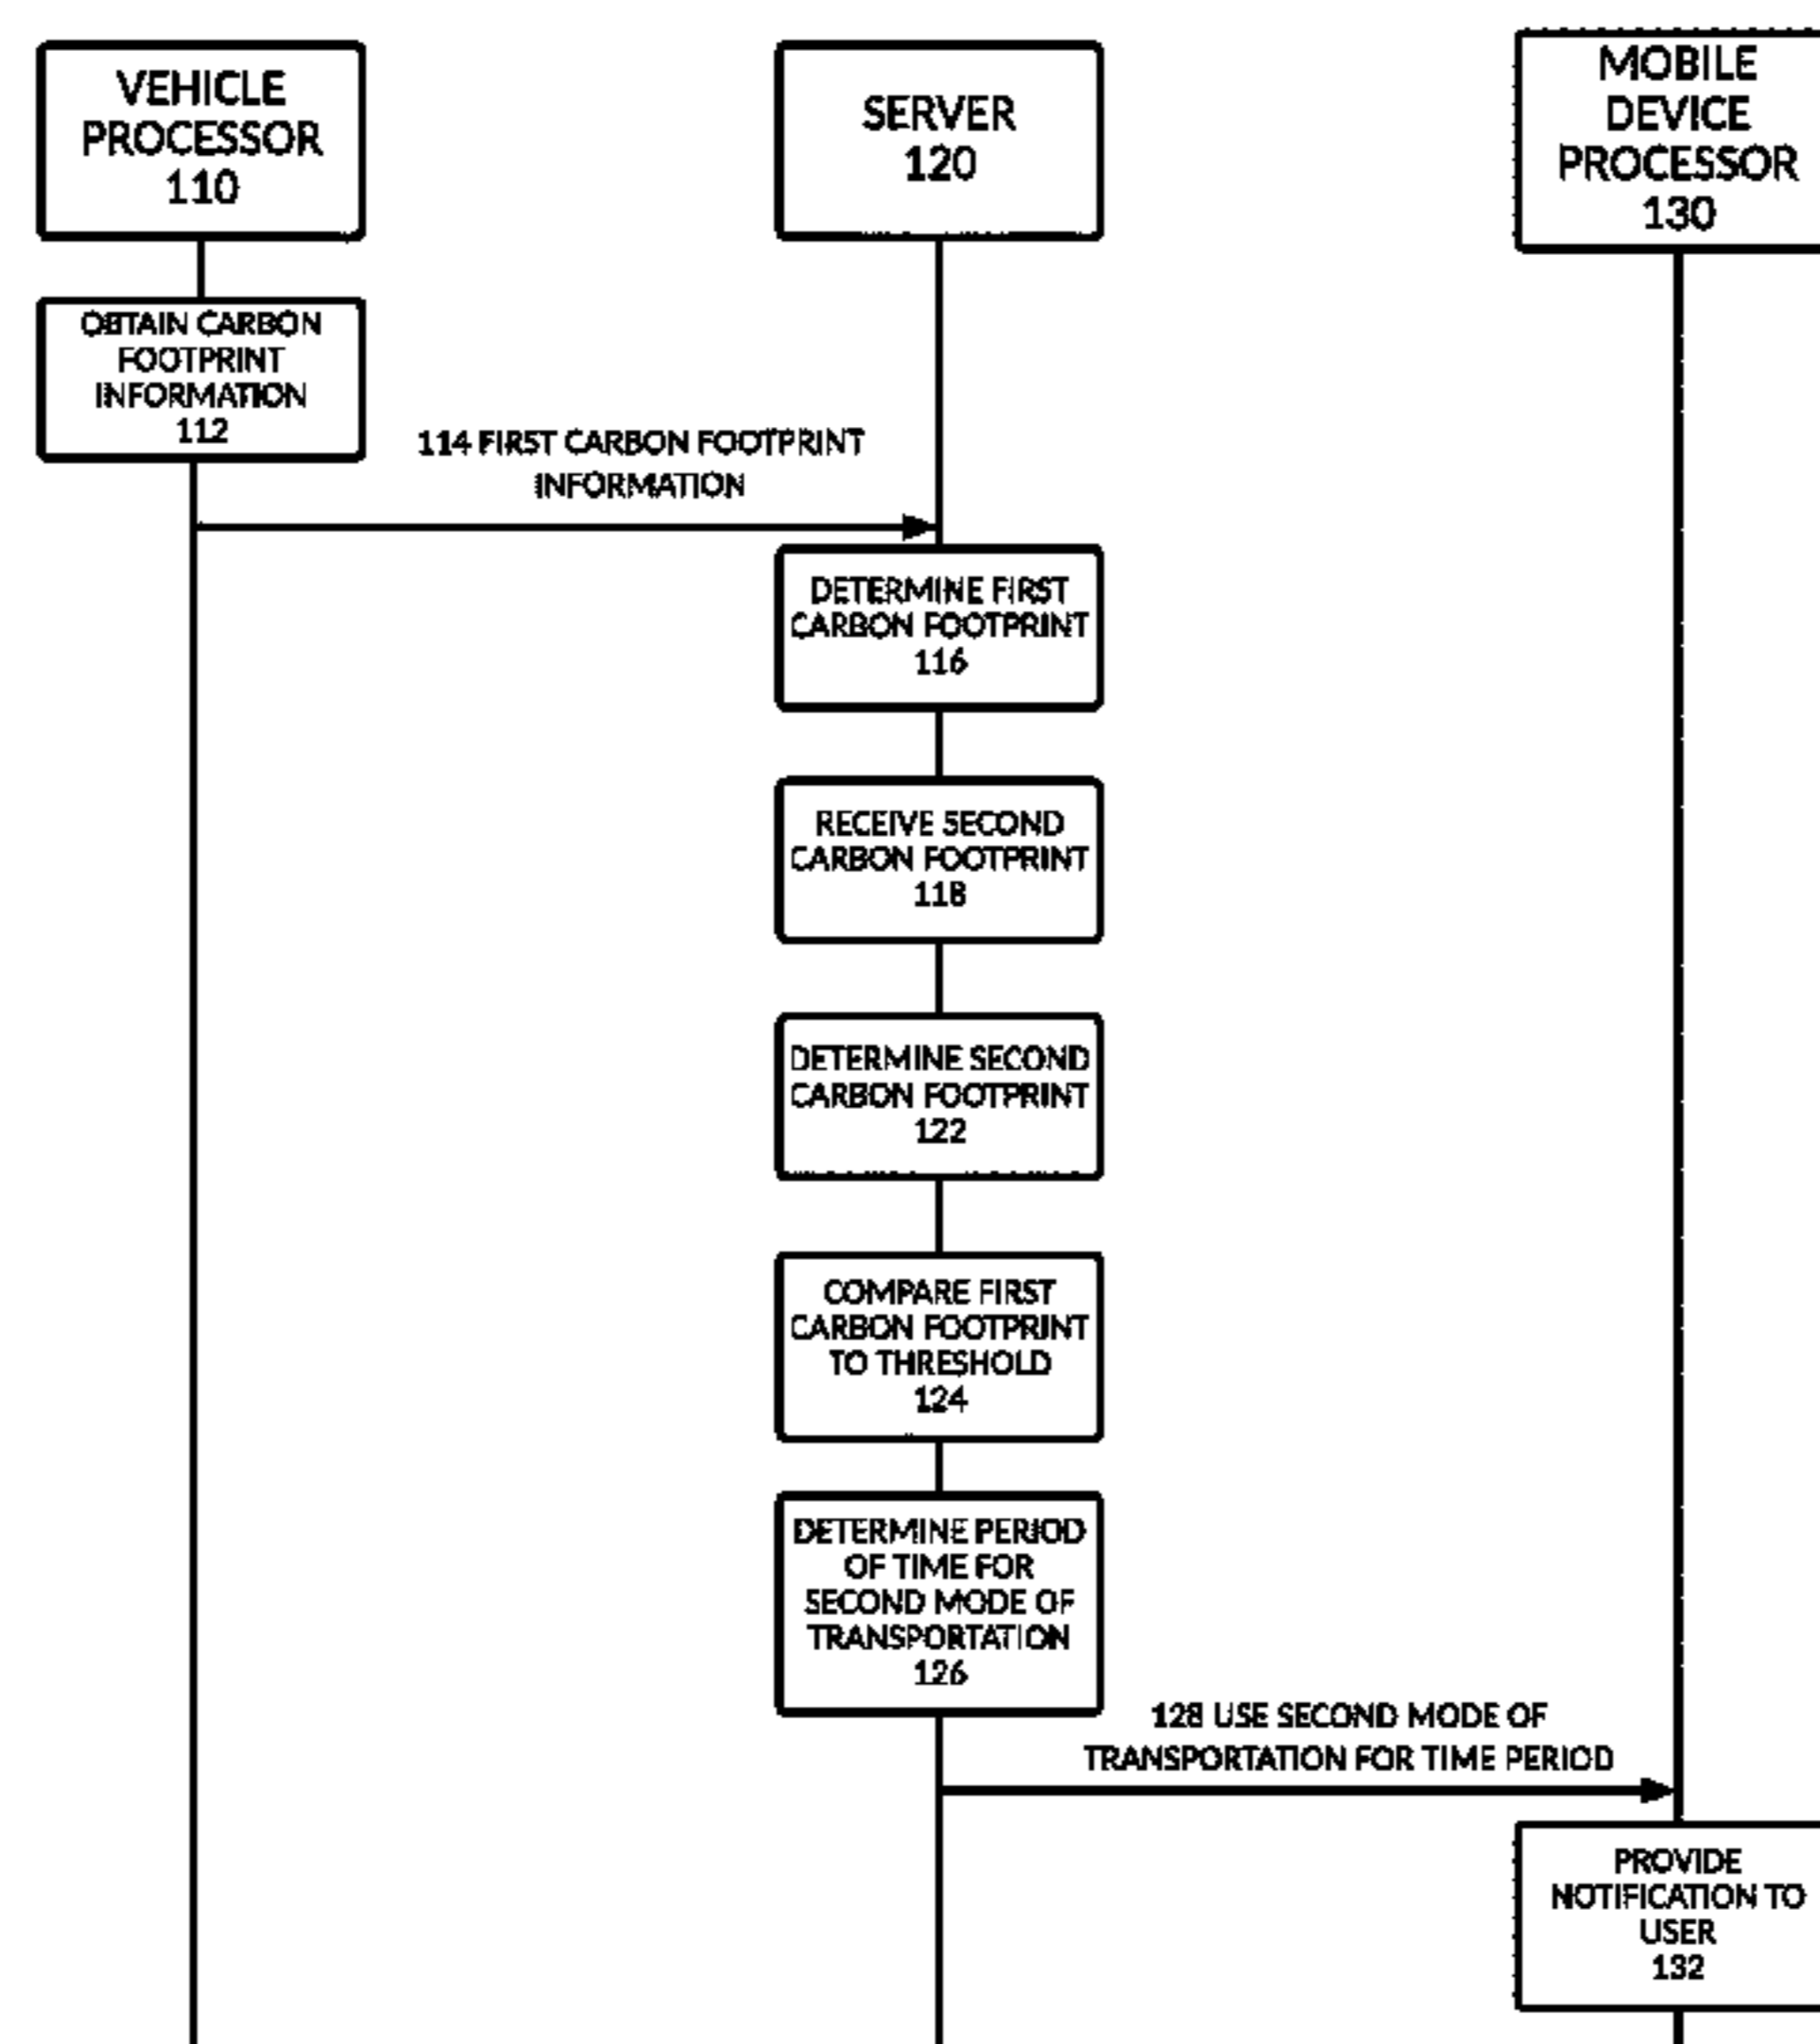 VEHICLE
PROCESSOR
110
SERVER
120
MOBILE
DEVICE
PROCESSOR
130
OBTAIN CARBON
FOOTPRINT
INFORMATION
112
114 FIRST CARBON FOOTPRINT
INFORMATION
DETERMINE FIRST
CARBON FOOTPRINT
116
RECEIVE SECOND
CARBON FOOTPRINT
118
DETERMINE SECOND
CARBON FOOTPRINT
122
COMPARE FIRST
CARBON FOOTPRINT
TO THRESHOLD
124
DETERMINE PERIOD
OF TIME FOR
SECOND MODE OF
TRANSPORTATION
126
128 USE SECOND MODE OF
TRANSPORTATION FOR TIME PERIOD
PROVIDE
NOTIFICATION TO
USER
132